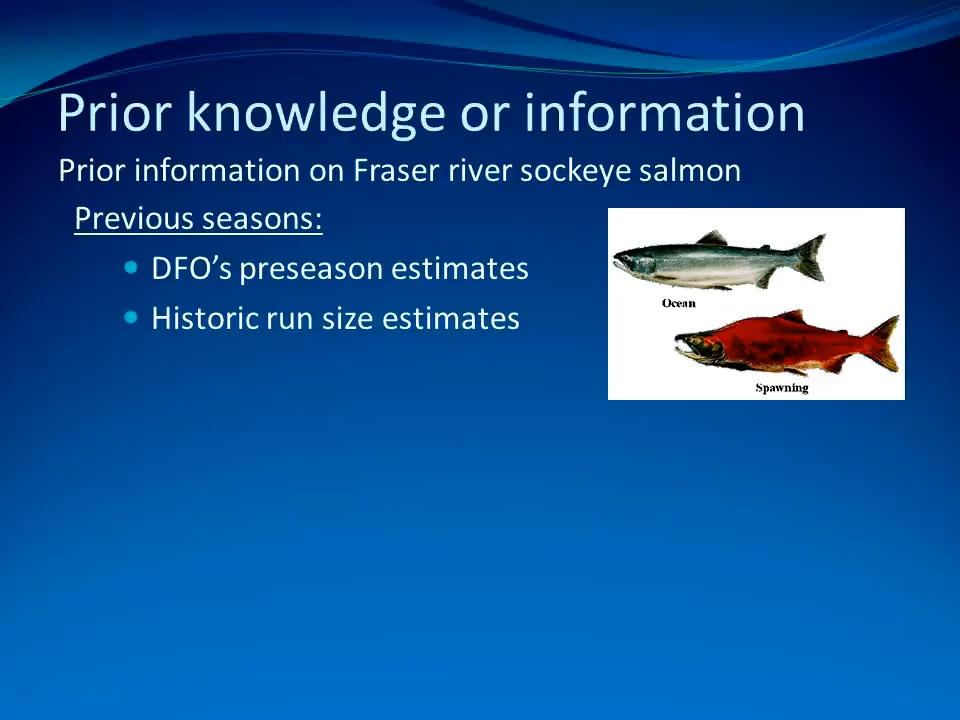 Prior knowledge or information
Prior information on Fraser river sockeye salmon
Previous seasons:
DFO’s preseason estimates
Historic run size estimates
Ocean
Spawning